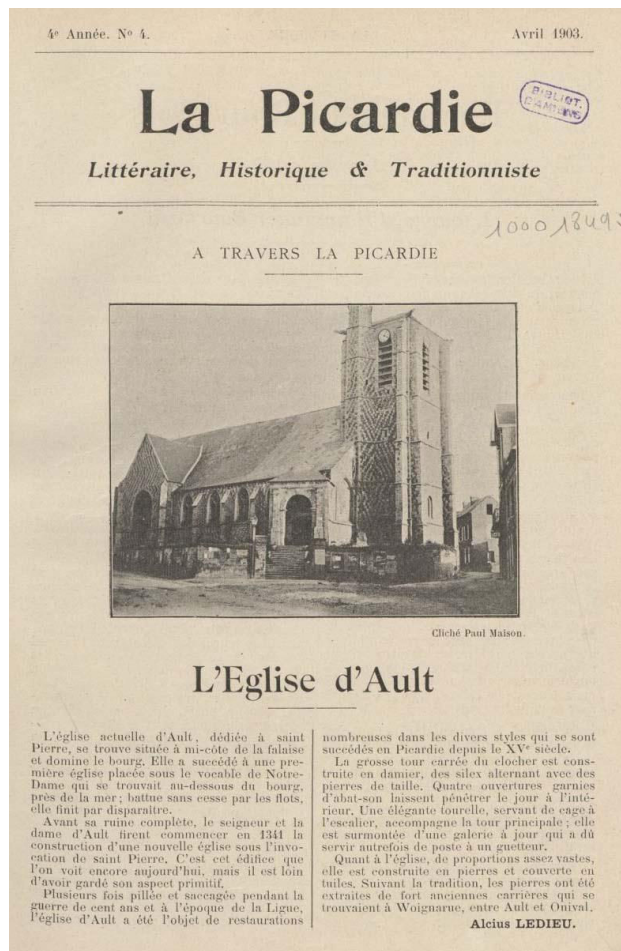 4e Année. No 4.
Avril 1903.
La Picardie
BIBLIOT.
D'AMIENS
Littéraire, Historique & Traditionniste
A TRAVERS LA PICARDIE
Cliché Paul Maison.
L'Eglise d'Ault
L'église actuelle d'Ault, dédiée à saint
Pierre, se trouve située à mi-côte de la falaise
et domine le bourg. Elle a succédé à une pre-
mière église placée sous le vocable de Notre-
Dame qui se trouvait au-dessous du bourg,
près de la mer ; battue sans cesse par les flots,
elle finit par disparaître.
Avant sa ruine complète, le seigneur et la
dame d'Ault firent commencer en 1341 la
construction d'une nouvelle église sous l'invo-
cation de saint Pierre. C'est cet édifice que
l'on voit encore aujourd'hui, mais il est loin
d'avoir gardé son aspect primitif.
Plusieurs fois pillée et saccagée pendant la
guerre de cent ans et à l'époque de la Ligue,
l'église d'Ault a été l'objet de restaurations
nombreuses dans les divers styles qui se sont
succédés en Picardie depuis le XVe siècle.
La grosse tour carrée du clocher est cons-
truite en damier, des silex alternant avec des
pierres de taille. Quatre ouvertures garnies
d'abat-son laissent pénétrer le jour à l'inté-
rieur. Une élégante tourelle, servant de cage à
l'escalier, accompagne la tour principale ; elle
est surmontée d'une galerie à jour qui a dû
servir autrefois de poste à un guetteur.
Quant à l'église, de proportions assez vastes,
elle est construite en pierres et couverte en
tuiles. Suivant la tradition, les pierres ont été
extraites de fort anciennes carrières qui se
trouvaient à Woignarue, entre Ault et Onival.
Alcius LEDIEU.